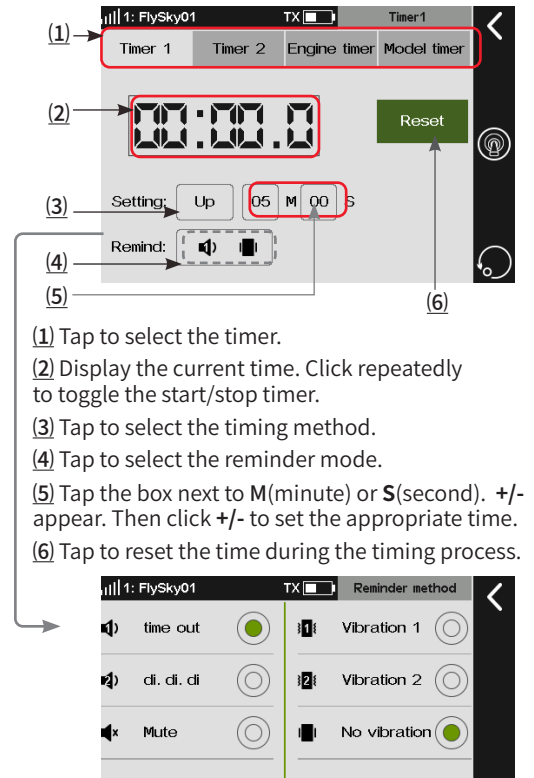 1: FlySky01 TX Timer1
(1)
Timer 1 Timer 2 Engine timer Model timer
(2)
00:00.0 Reset
(3) Setting: Up 05 M 00 S
(4) Remind:
(5) (6)
(1) Tap to select the timer.
(2) Display the current time. Click repeatedly
to toggle the start/stop timer.
(3) Tap to select the timing method.
(4) Tap to select the reminder mode.
(5) Tap the box next to M(minute) or S(second). +/-
appear. Then click +/- to set the appropriate time.
(6) Tap to reset the time during the timing process.
1: FlySky01 TX Reminder method
1 time out 1 Vibration 1
2 di. di. di 2 Vibration 2
Mute No vibration